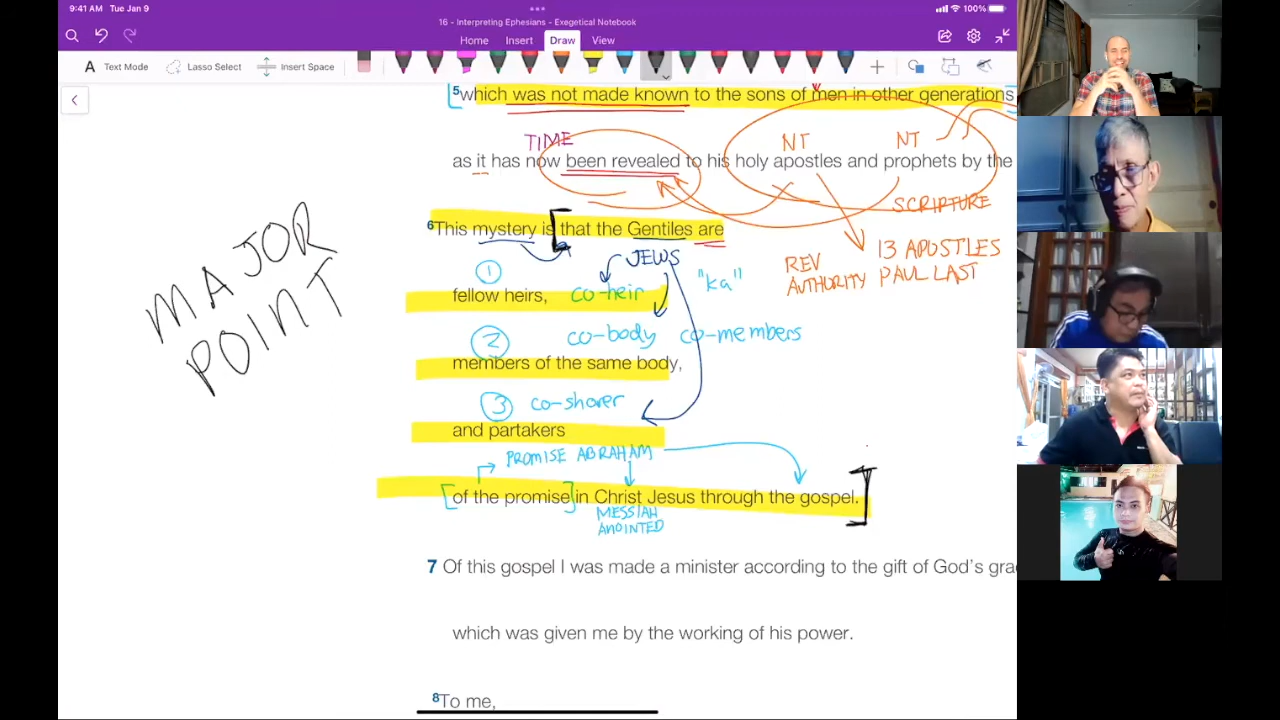 9:41 AM Tue Jan 9
100%
16 - Interpreting Ephesians - Exegetical Notebook
Home Insert Draw View
A Text Mode Lasso Select Insert Space
5 which was not made known to the sons of men in other generations
TIME NT NT
as it has now been revealed to his holy apostles and prophets by the
SCRIPTURE
6 This mystery is that the Gentiles are
JEWS
13 APOSTLES
REV
AUTHORITY PAUL LAST
1 "ka"
fellow heirs, co-heir
2 co-body co-members
members of the same body,
3 co-sharer
and partakers
PROMISE ABRAHAM
[of the promise] in Christ Jesus through the gospel.]
MESSIAH
ANOINTED
MAJOR
POINT
7 Of this gospel I was made a minister according to the gift of God's gra
which was given me by the working of his power.
8 To me,